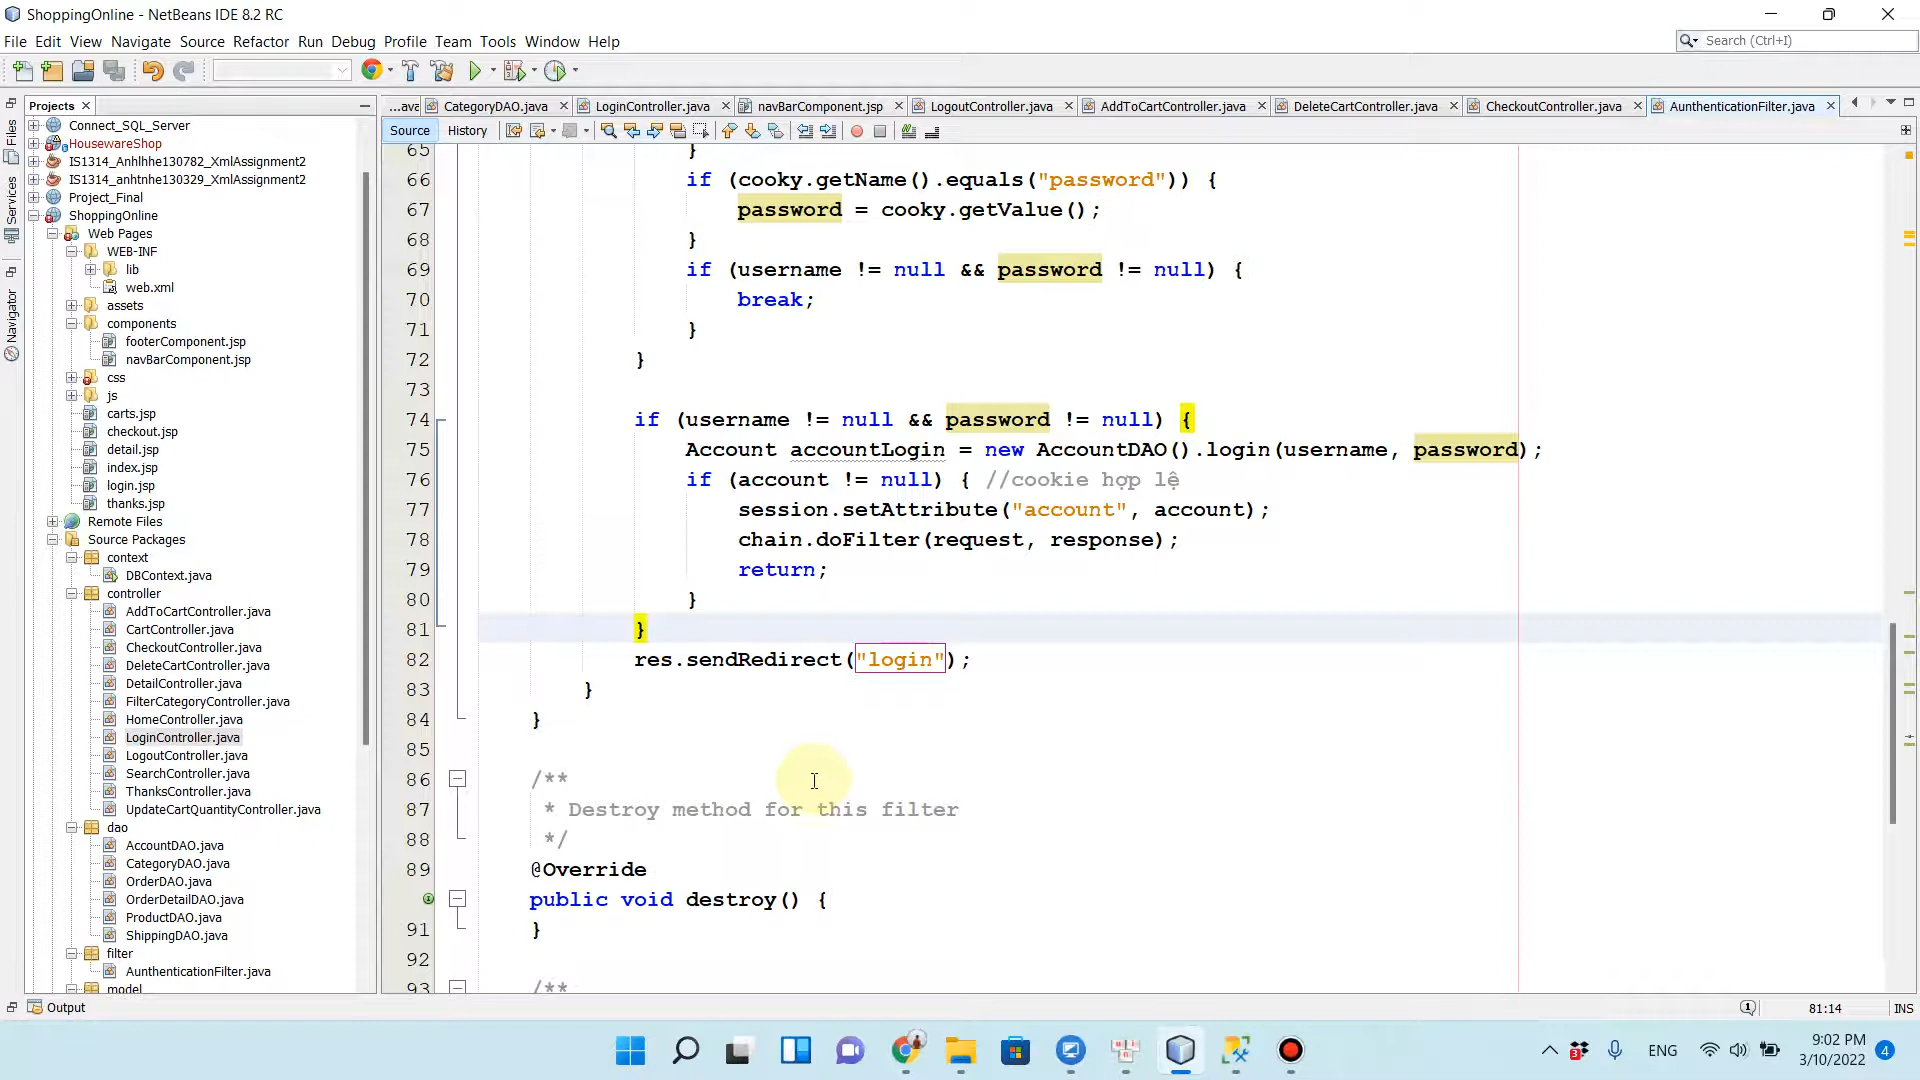 ShoppingOnline - NetBeans IDE 8.2 RC
File Edit View Navigate Source Refactor Run Debug Profile Team Tools Window Help
Search (Ctrl+I)
Projects
...ava CategoryDAO.java LoginController.java navBarComponent.jsp LogoutController.java AddToCartController.java DeleteCartController.java CheckoutController.java AunthenticationFilter.java
Source History
Files
Services
Navigator
Connect_SQL_Server
HousewareShop
IS1314_Anhlhhe130782_XmlAssignment2
IS1314_anhtnhe130329_XmlAssignment2
Project_Final
ShoppingOnline
Web Pages
WEB-INF
lib
web.xml
assets
components
footerComponent.jsp
navBarComponent.jsp
css
js
carts.jsp
checkout.jsp
detail.jsp
index.jsp
login.jsp
thanks.jsp
Remote Files
Source Packages
context
DBContext.java
controller
AddToCartController.java
CartController.java
CheckoutController.java
DeleteCartController.java
DetailController.java
FilterCategoryController.java
HomeController.java
LoginController.java
LogoutController.java
SearchController.java
ThanksController.java
UpdateCartQuantityController.java
dao
AccountDAO.java
CategoryDAO.java
OrderDAO.java
OrderDetailDAO.java
ProductDAO.java
ShippingDAO.java
filter
AunthenticationFilter.java
model
65 }
66 if (cooky.getName().equals("password")) {
67 password = cooky.getValue();
68 }
69 if (username != null && password != null) {
70 break;
71 }
72 }
73
74 if (username != null && password != null) {
75 Account accountLogin = new AccountDAO().login(username, password);
76 if (account != null) { //cookie hợp lệ
77 session.setAttribute("account", account);
78 chain.doFilter(request, response);
79 return;
80 }
81 }
82 res.sendRedirect("login");
83 }
84 }
85
86 /**
87 * Destroy method for this filter
88 */
89 @Override
public void destroy() {
91 }
92
93 /**
Output
81:14 INS
3
ENG
9:02 PM
3/10/2022
4